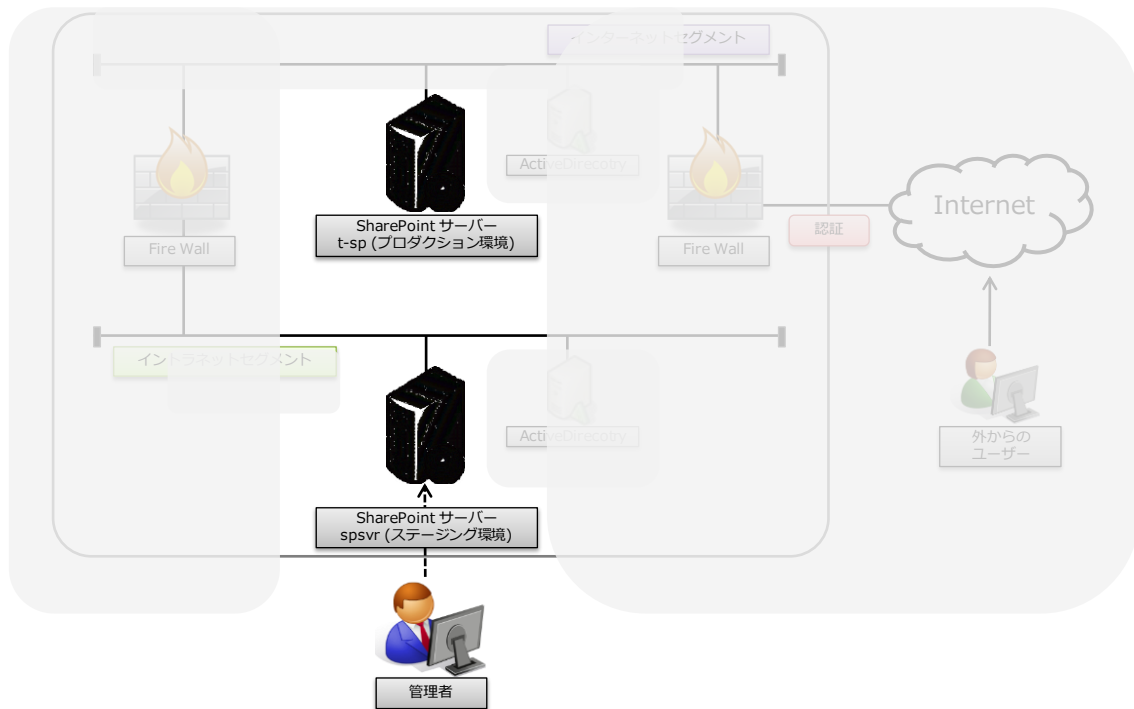 インターネットセグメント
ActiveDirecotry
SharePoint サーバー
t-sp (プロダクション環境)
Fire Wall
Fire Wall
認証
Internet
イントラネットセグメント
ActiveDirecotry
外からの
ユーザー
SharePoint サーバー
spsvr (ステージング環境)
管理者